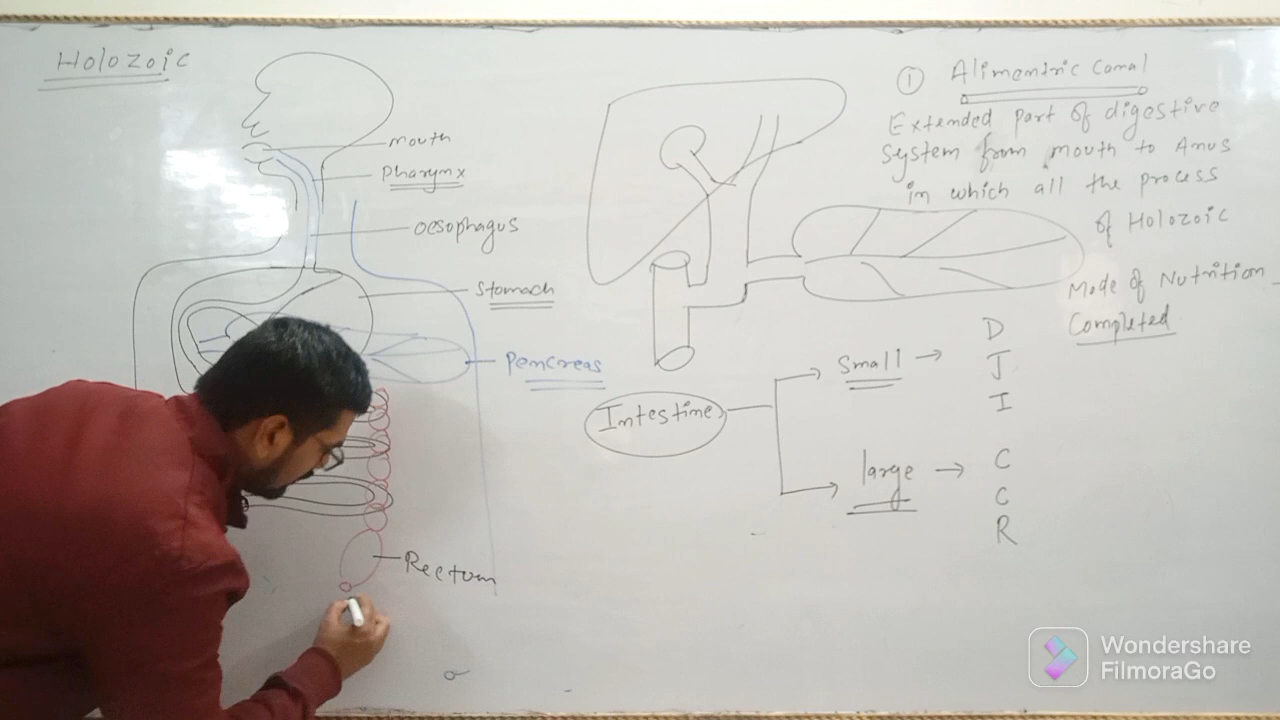 Holozoic
mouth
Pharynx
oesophagus
Stomach
Pencreas
Rectum
① Alimentric Canal
Extended part of digestive
system from mouth to Anus
in which all the process
of Holozoic
Mode of Nutrition
Completed
Intestine
Small → D
J
I
large → C
C
R
Wondershare
FilmoraGo